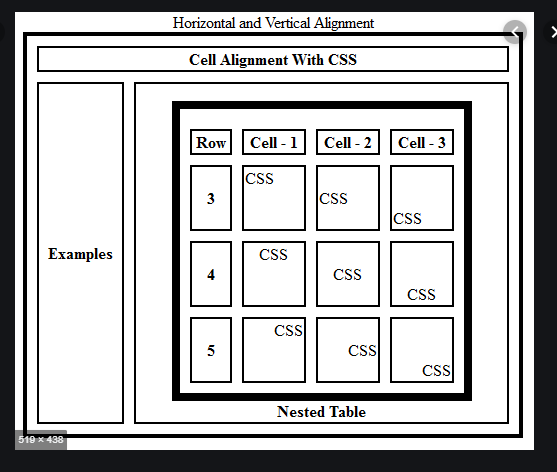 Horizontal and Vertical Alignment
Cell Alignment With CSS
Examples
Row Cell - 1 Cell - 2 Cell - 3
3 CSS CSS CSS
4 CSS CSS CSS
5 CSS CSS CSS
Nested Table
519 × 438